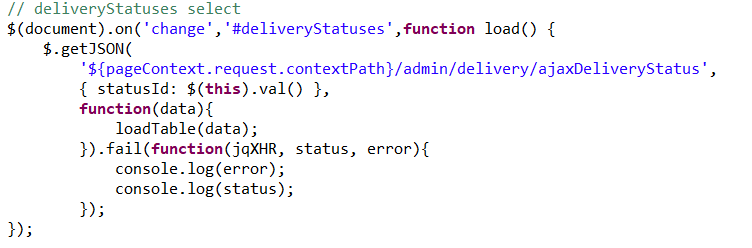 // deliveryStatuses select
$(document).on('change','#deliveryStatuses',function load() {
    $.getJSON(
        '${pageContext.request.contextPath}/admin/delivery/ajaxDeliveryStatus',
        { statusId: $(this).val() },
        function(data){
            loadTable(data);
        }).fail(function(jqXHR, status, error){
            console.log(error);
            console.log(status);
        });
});